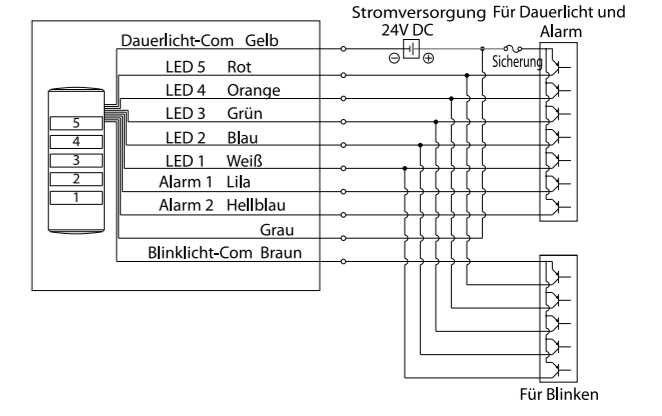 Stromversorgung
24V DC
Für Dauerlicht und
Alarm
Dauerlicht-Com Gelb
⊖ ⊕
Sicherung
LED 5 Rot
LED 4 Orange
LED 3 Grün
LED 2 Blau
LED 1 Weiß
Alarm 1 Lila
Alarm 2 Hellblau
Grau
Blinklicht-Com Braun
5
4
3
2
1
Für Blinken